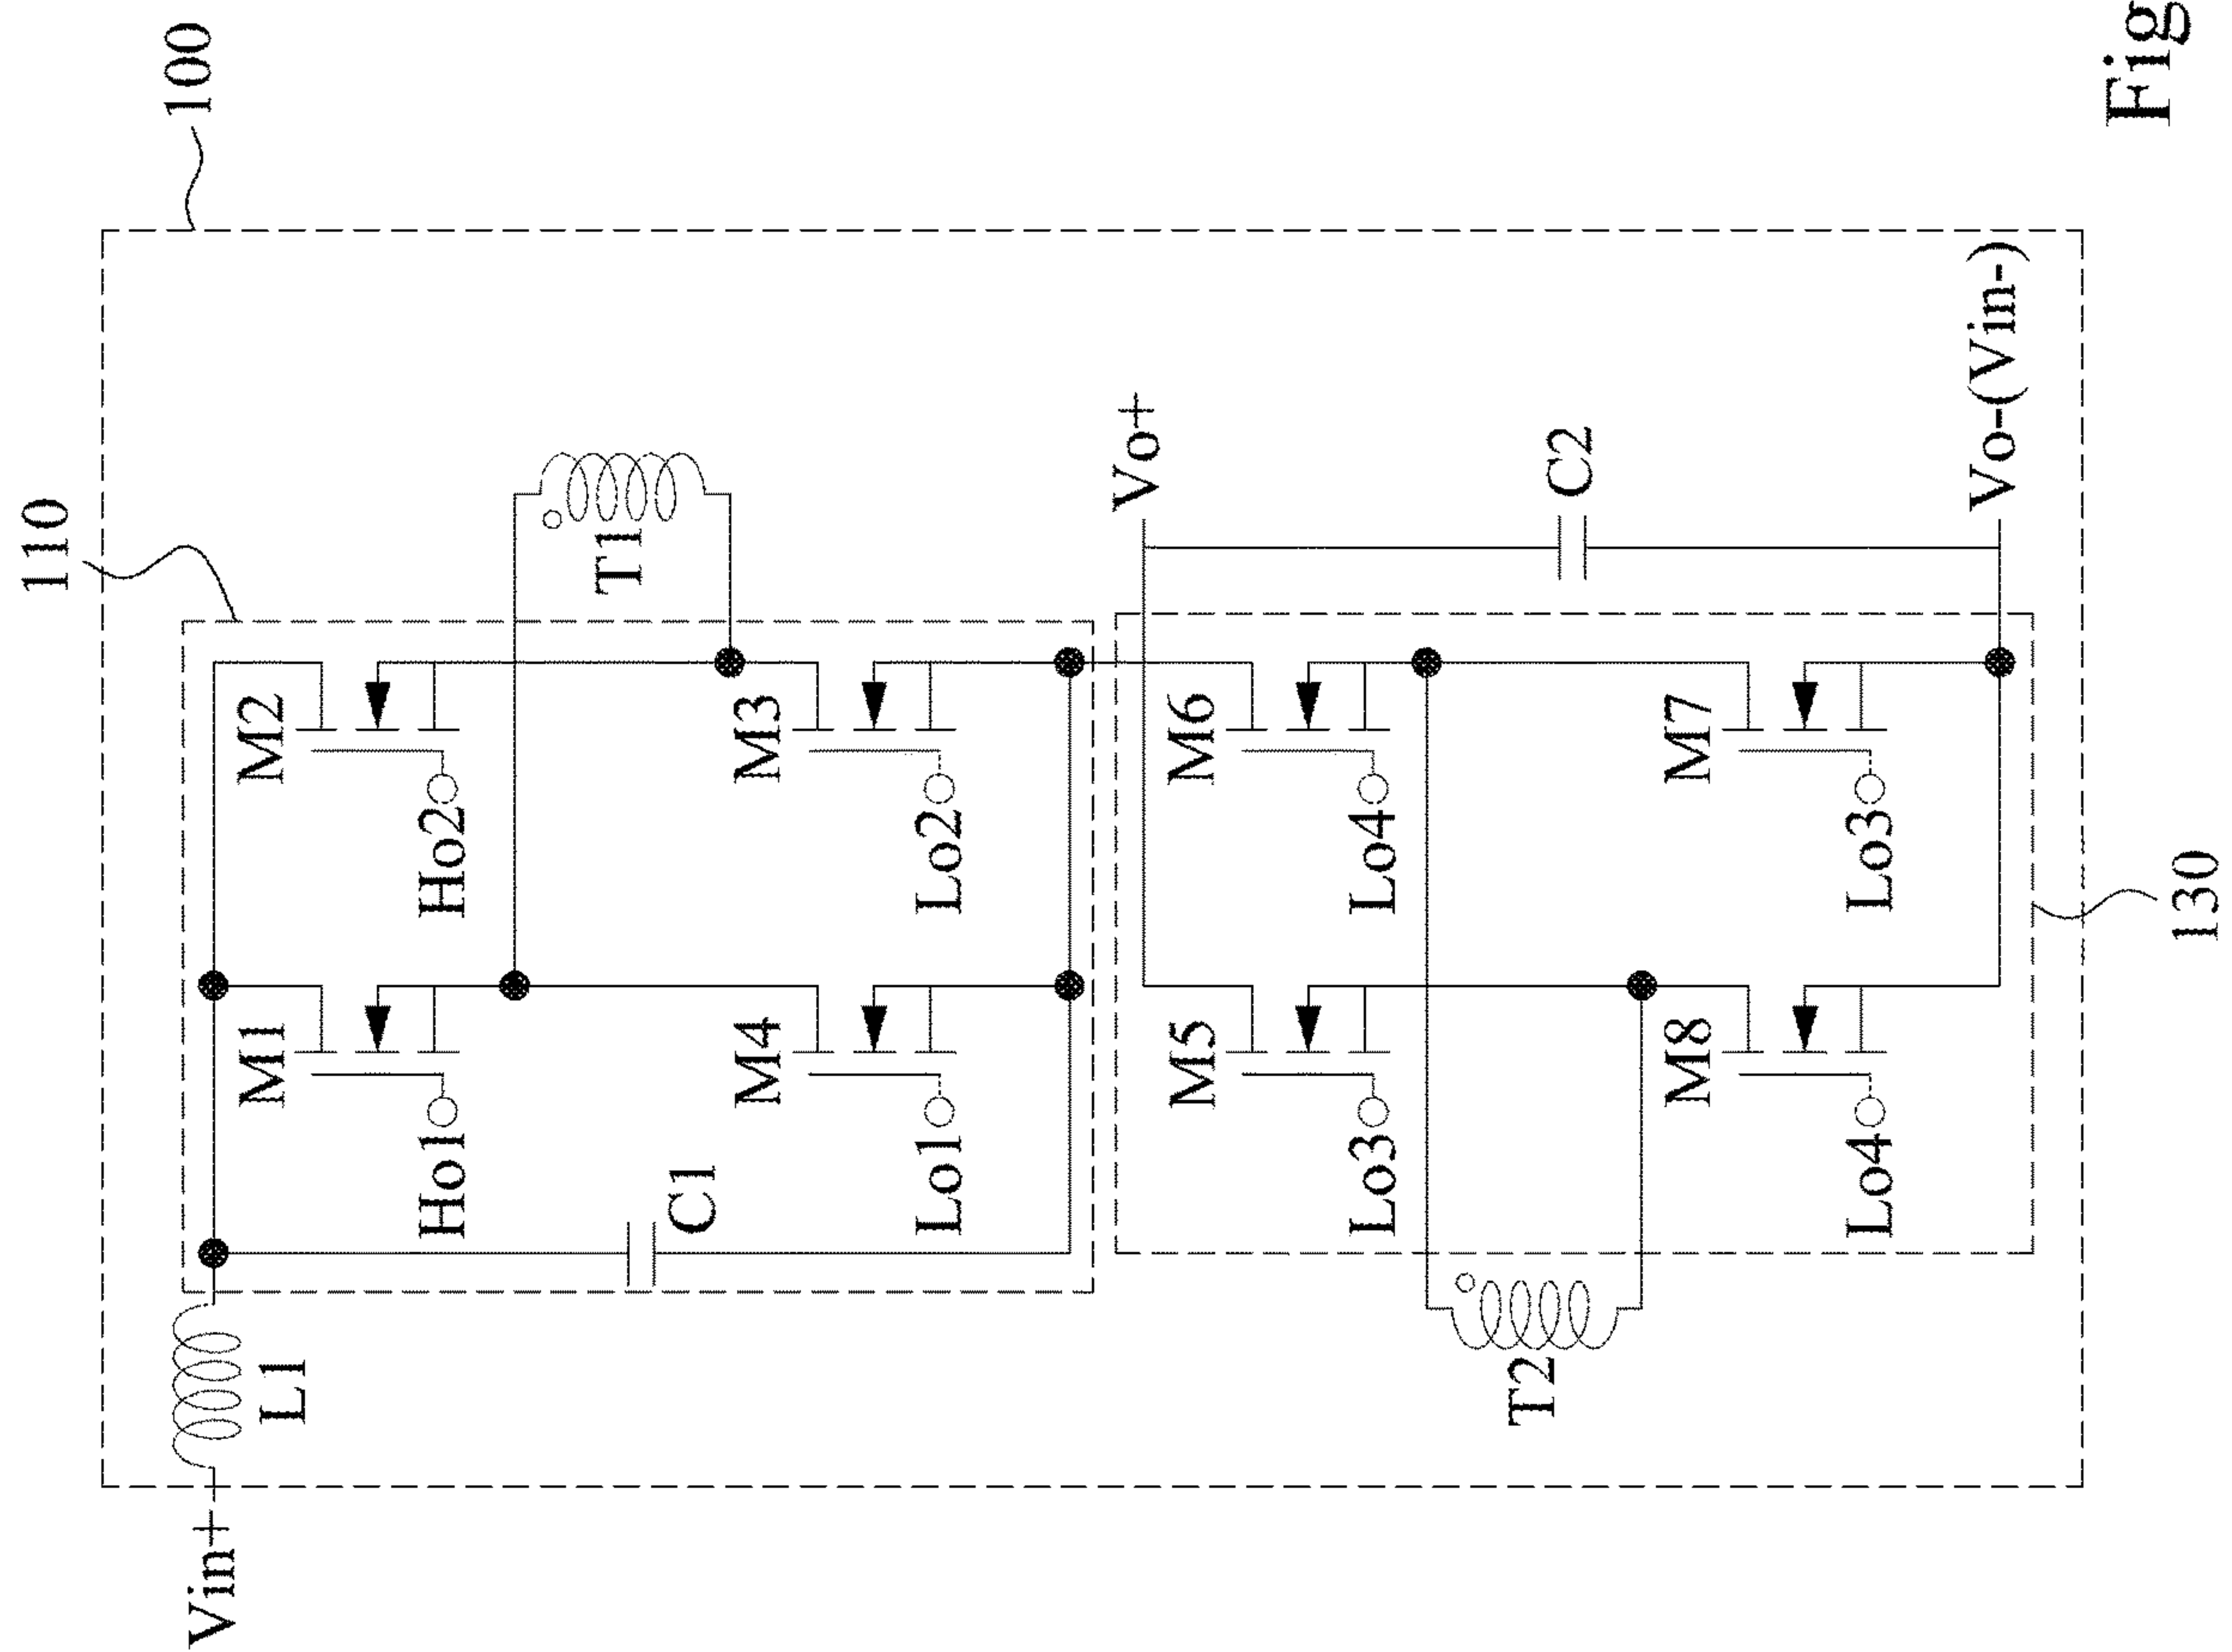 100
110
Vin+
L1
M1
M2
Ho1
Ho2
T1
C1
M4
M3
Lo1
Lo2
Vo+
M5
M6
Lo3
Lo4
T2
C2
M8
M7
Lo4
Lo3
Vo-(Vin-)
130
Fig